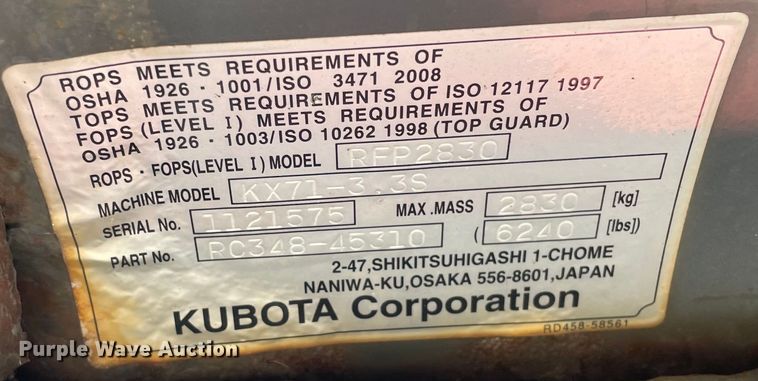 ROPS MEETS REQUIREMENTS OF
OSHA 1926・1001/ISO 3471 2008
TOPS MEETS REQUIREMENTS OF ISO 12117 1997
FOPS (LEVEL I) MEETS REQUIREMENTS OF
OSHA 1926・1003/ISO 10262 1998 (TOP GUARD)
ROPS・FOPS(LEVEL I) MODEL RFP2830
MACHINE MODEL KX71-3.3S
SERIAL No. 1121575 MAX.MASS 2830 [kg]
PART No. RC348-45310 (6240 [lbs])
2-47,SHIKITSUHIGASHI 1-CHOME
NANIWA-KU,OSAKA 556-8601,JAPAN
KUBOTA Corporation
RD458-58561
Purple Wave Auction